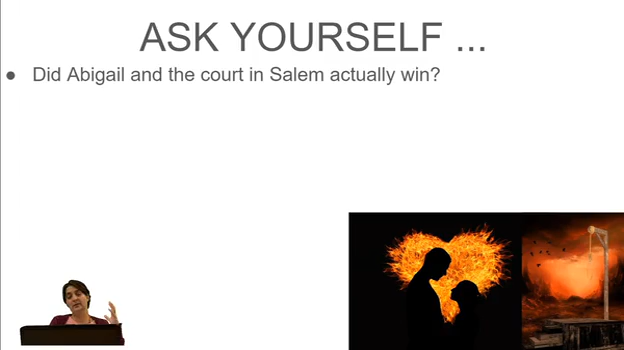 ASK YOURSELF ...
● Did Abigail and the court in Salem actually win?